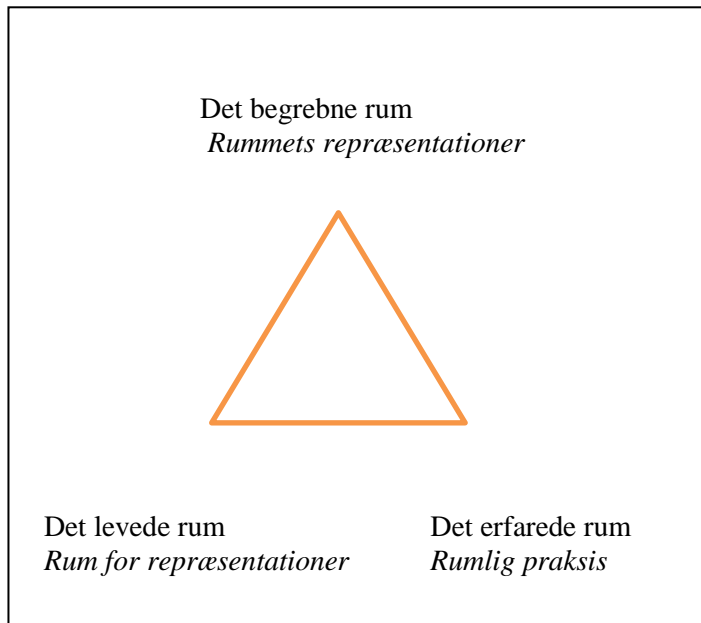 Det begrebne rum
Rummets repræsentationer
Det levede rum
Rum for repræsentationer
Det erfarede rum
Rumlig praksis